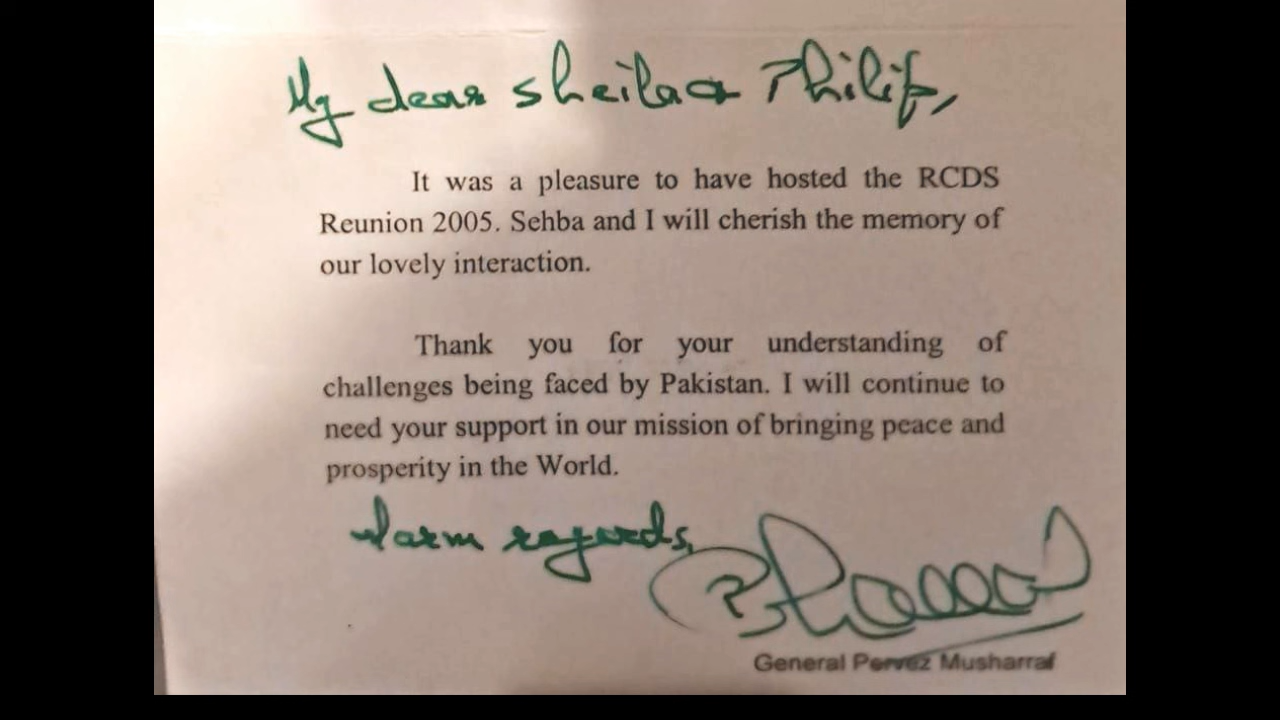 My dear Sheila & Philip,
It was a pleasure to have hosted the RCDS
Reunion 2005. Sehba and I will cherish the memory of
our lovely interaction.
Thank you for your understanding of
challenges being faced by Pakistan. I will continue to
need your support in our mission of bringing peace and
prosperity in the World.
Warm regards,
General Pervez Musharraf